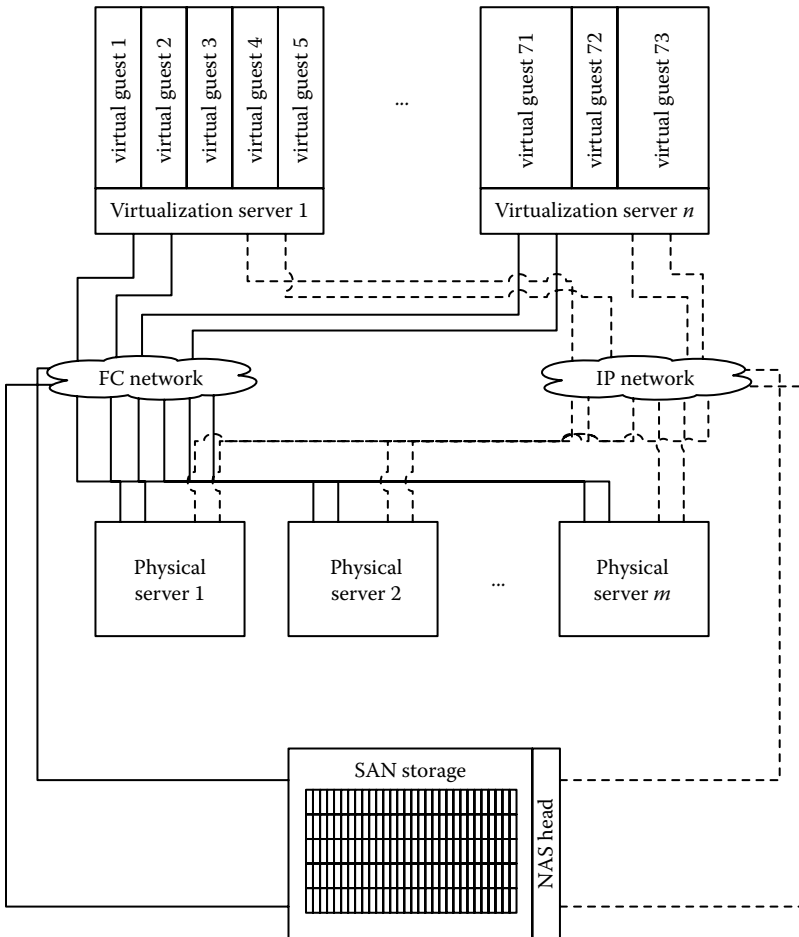 virtual guest 1
virtual guest 2
virtual guest 3
virtual guest 4
virtual guest 5
...
virtual guest 71
virtual guest 72
virtual guest 73
Virtualization server 1
Virtualization server n
FC network
IP network
Physical
server 1
Physical
server 2
...
Physical
server m
SAN storage
NAS head